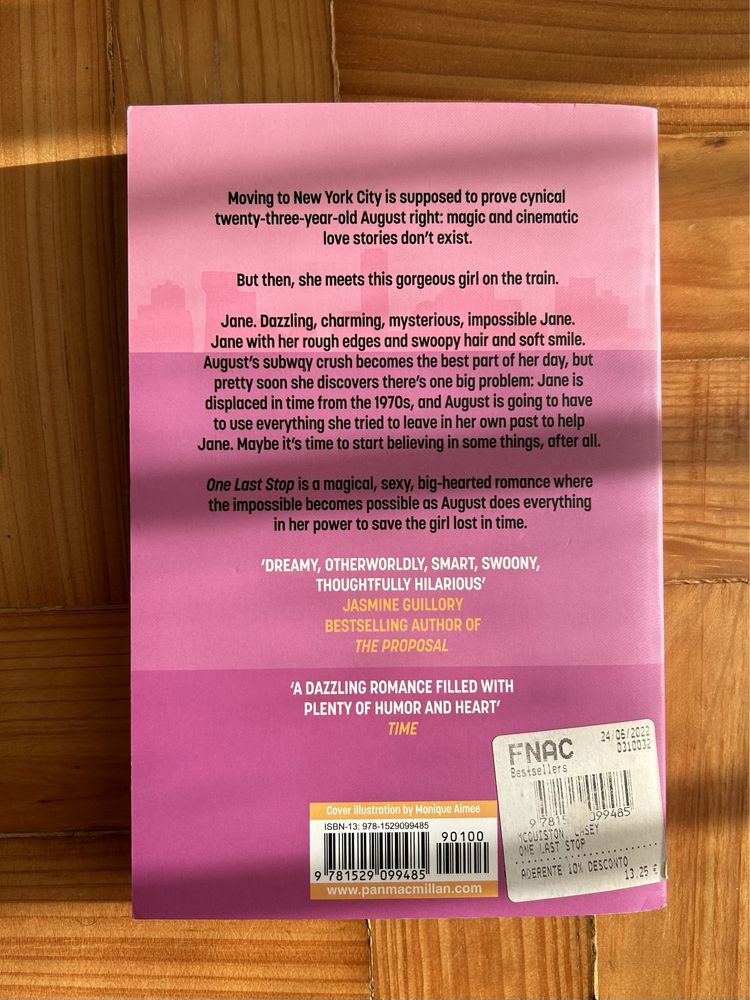 Moving to New York City is supposed to prove cynical
twenty-three-year-old August right: magic and cinematic
love stories don't exist.
But then, she meets this gorgeous girl on the train.
Jane. Dazzling, charming, mysterious, impossible Jane.
Jane with her rough edges and swoopy hair and soft smile.
August's subway crush becomes the best part of her day, but
pretty soon she discovers there's one big problem: Jane is
displaced in time from the 1970s, and August is going to have
to use everything she tried to leave in her own past to help
Jane. Maybe it's time to start believing in some things, after all.
One Last Stop is a magical, sexy, big-hearted romance where
the impossible becomes possible as August does everything
in her power to save the girl lost in time.
'DREAMY, OTHERWORLDLY, SMART, SWOONY,
THOUGHTFULLY HILARIOUS'
JASMINE GUILLORY
BESTSELLING AUTHOR OF
THE PROPOSAL
'A DAZZLING ROMANCE FILLED WITH
PLENTY OF HUMOR AND HEART'
TIME
FNAC
24/06/2022
Bestsellers
0310032
9 7815 099485
MCQUISTON, CASEY
ONE LAST STOP
ADERENTE 10% DESCONTO
13,25 €
Cover illustration by Monique Aimee
ISBN-13: 978-1529099485
90100
9 781529 099485
www.panmacmillan.com